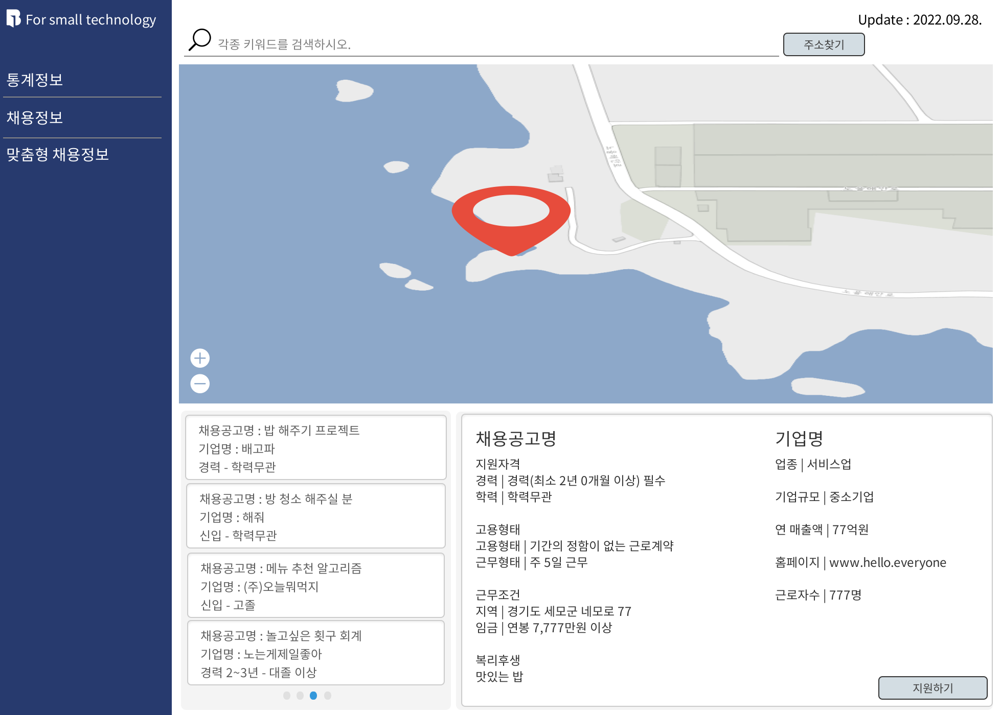 For small technology
통계정보
채용정보
맞춤형 채용정보
Update : 2022.09.28.
각종 키워드를 검색하시오.
주소찾기
노을해안로
노을해안로
노을해안로
채용공고명 : 밥 해주기 프로젝트
기업명 : 배고파
경력 - 학력무관
채용공고명 : 방 청소 해주실 분
기업명 : 해줘
신입 - 학력무관
채용공고명 : 메뉴 추천 알고리즘
기업명 : (주)오늘뭐먹지
신입 - 고졸
채용공고명 : 놀고싶은 횟구 회계
기업명 : 노는게제일좋아
경력 2~3년 - 대졸 이상
채용공고명
지원자격
경력 | 경력(최소 2년 0개월 이상) 필수
학력 | 학력무관
고용형태
고용형태 | 기간의 정함이 없는 근로계약
근무형태 | 주 5일 근무
근무조건
지역 | 경기도 세모군 네모로 77
임금 | 연봉 7,777만원 이상
복리후생
맛있는 밥
기업명
업종 | 서비스업
기업규모 | 중소기업
연 매출액 | 77억원
홈페이지 | www.hello.everyone
근로자수 | 777명
지원하기